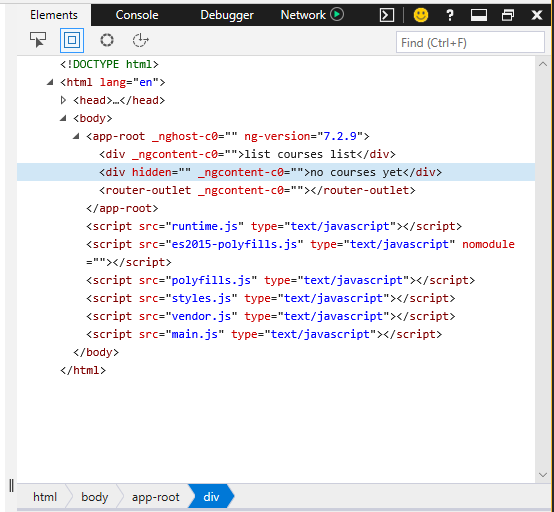 Elements Console Debugger Network ?
Find (Ctrl+F)
<!DOCTYPE html>
<html lang="en">
<head>…</head>
<body>
<app-root _nghost-c0="" ng-version="7.2.9">
<div _ngcontent-c0="">list courses list</div>
<div hidden="" _ngcontent-c0="">no courses yet</div>
<router-outlet _ngcontent-c0=""></router-outlet>
</app-root>
<script src="runtime.js" type="text/javascript"></script>
<script src="es2015-polyfills.js" type="text/javascript" nomodule
=""></script>
<script src="polyfills.js" type="text/javascript"></script>
<script src="styles.js" type="text/javascript"></script>
<script src="vendor.js" type="text/javascript"></script>
<script src="main.js" type="text/javascript"></script>
</body>
</html>
html body app-root div